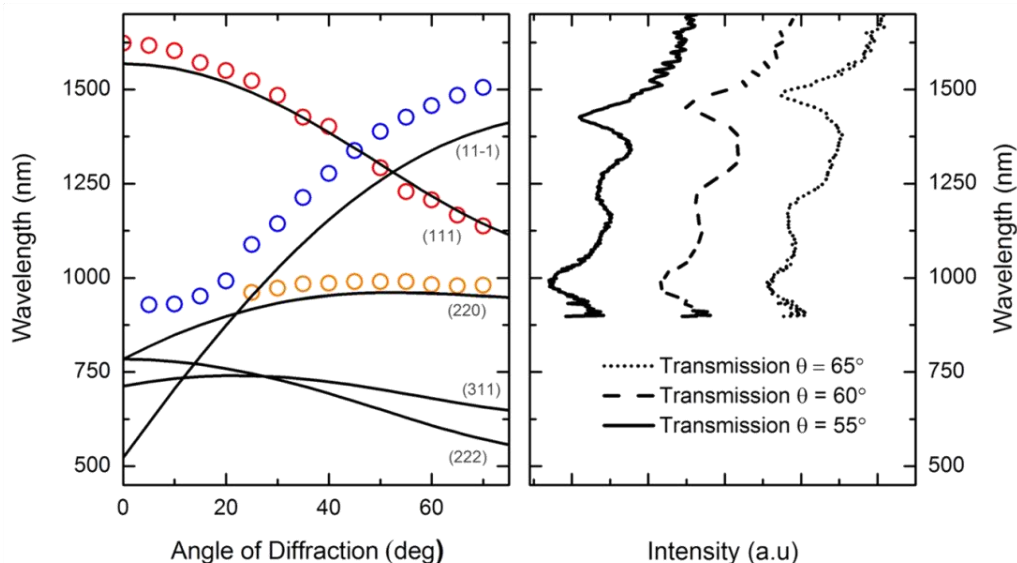 1500
1250
1000
750
500
Wavelength (nm)
0 20 40 60
Angle of Diffraction (deg)
(11-1)
(111)
(220)
(311)
(222)
Transmission θ = 65°
Transmission θ = 60°
Transmission θ = 55°
Intensity (a.u)
1500
1250
1000
750
500
Wavelength (nm)